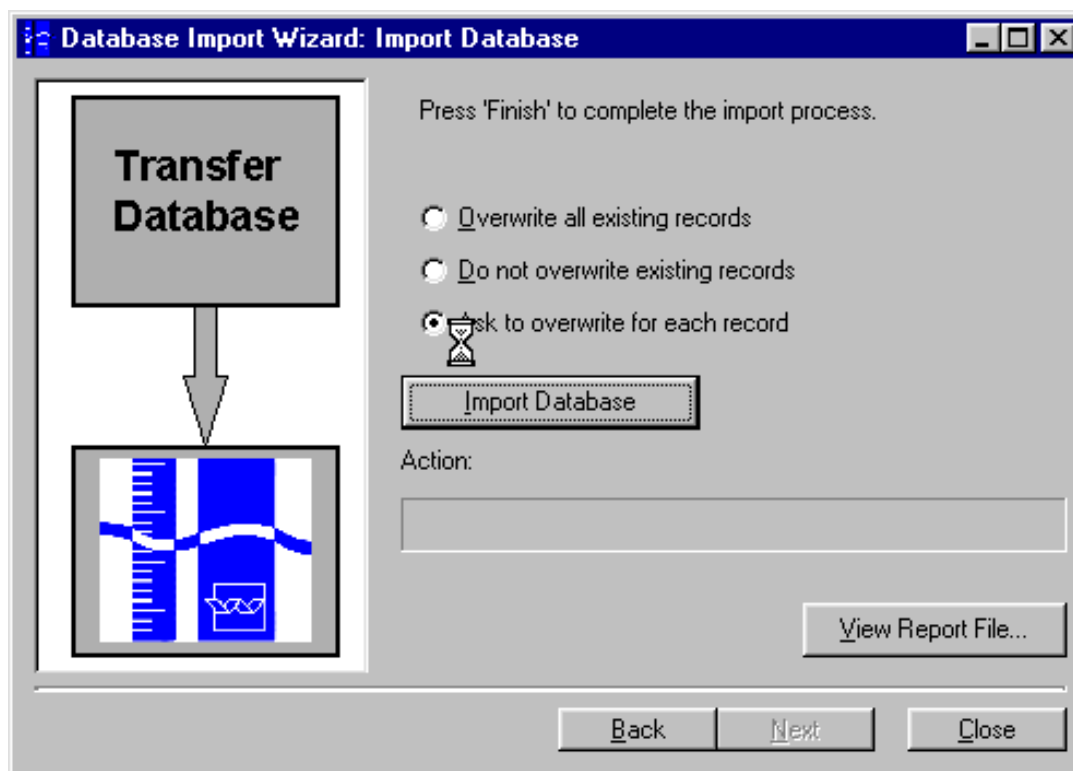 Database Import Wizard: Import Database
Transfer
Database
Press 'Finish' to complete the import process.
Overwrite all existing records
Do not overwrite existing records
Ask to overwrite for each record
Import Database
Action:
View Report File...
Back
Next
Close